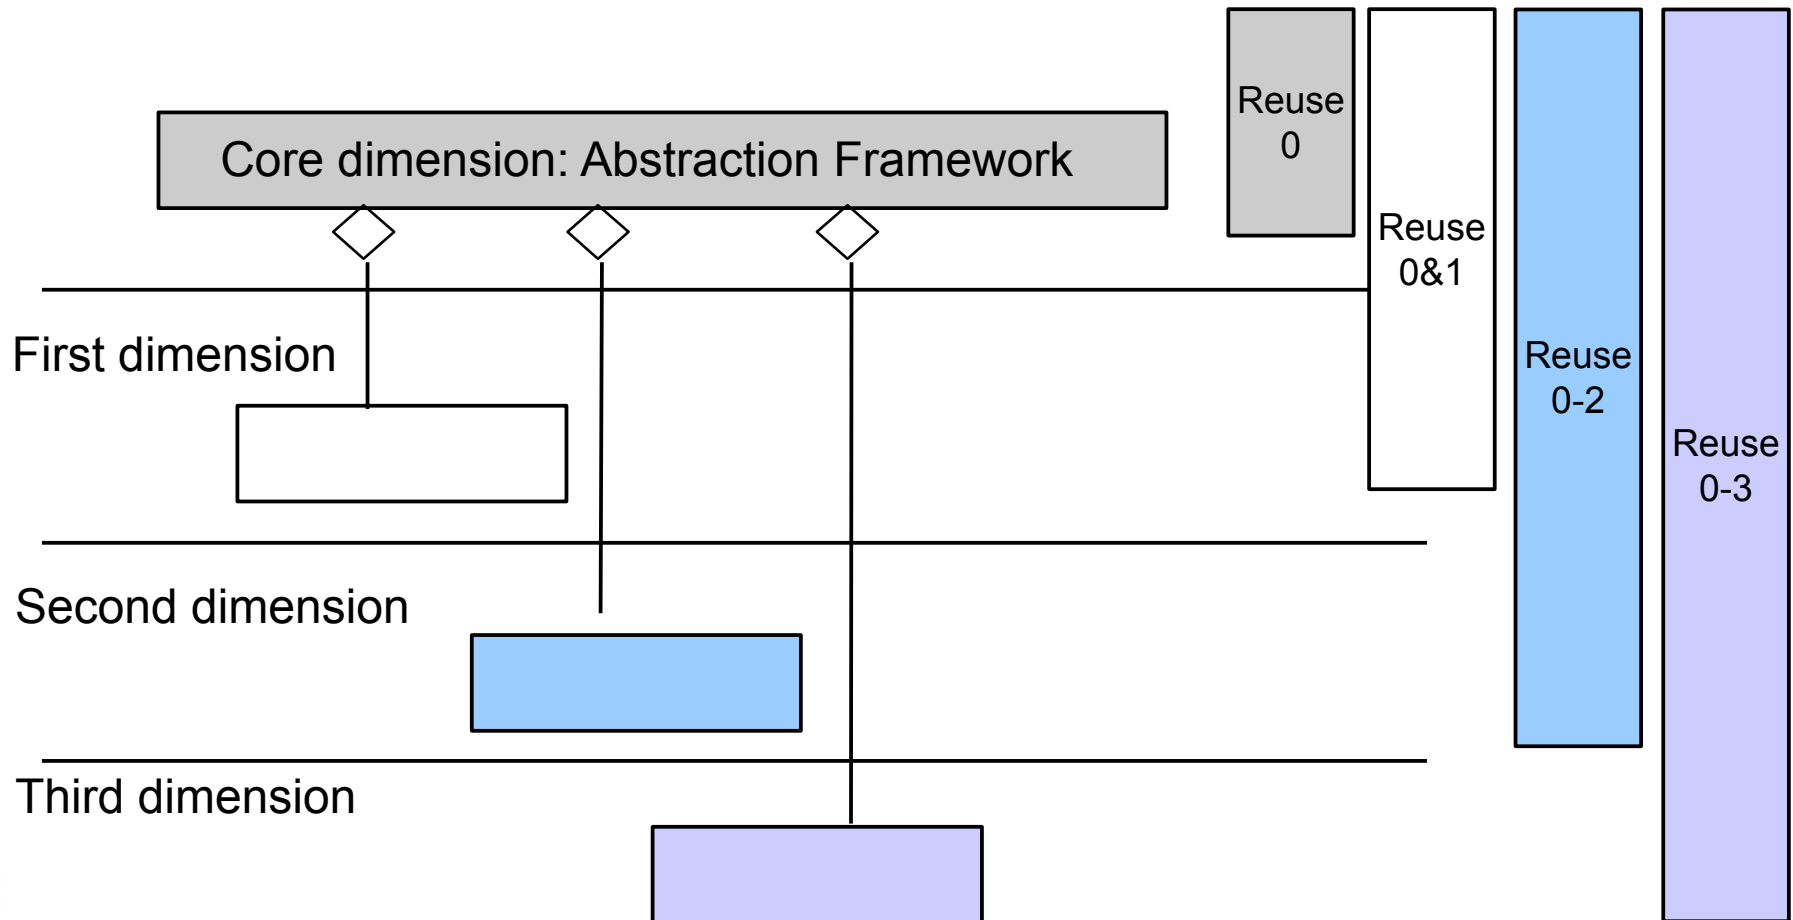 Core dimension: Abstraction Framework
First dimension
Second dimension
Third dimension
Reuse
0
Reuse
0&1
Reuse
0-2
Reuse
0-3